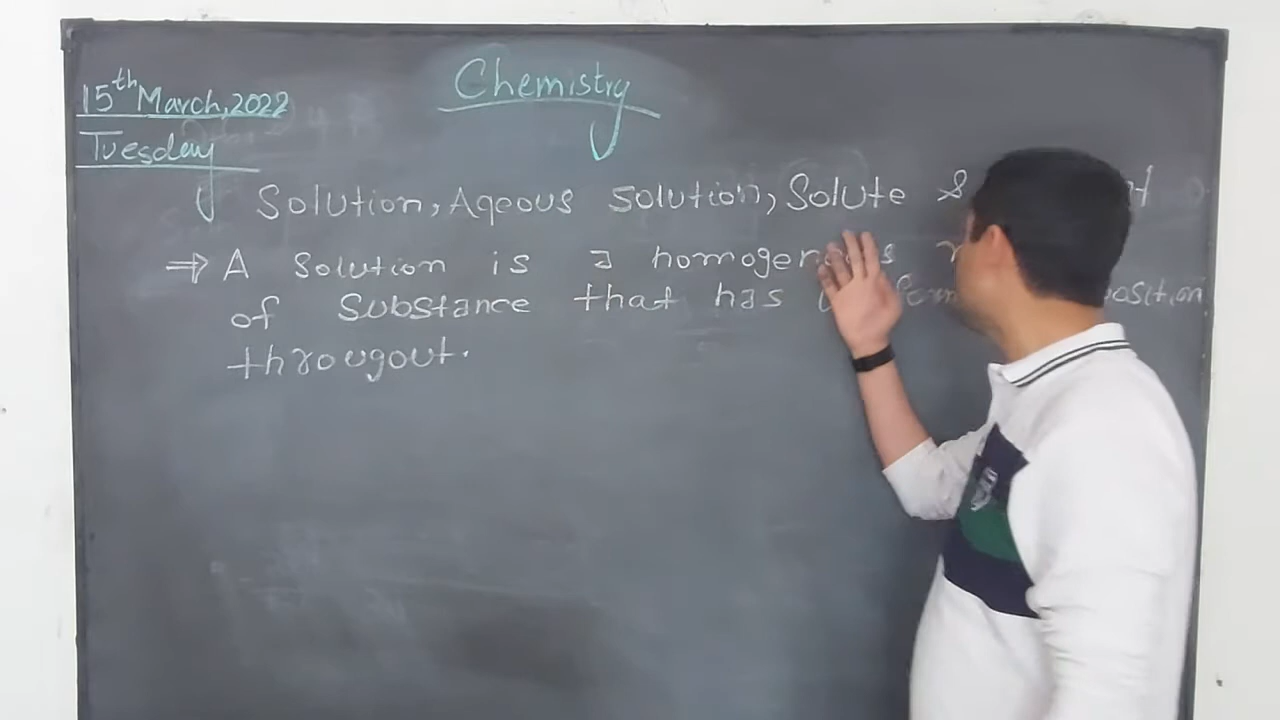 Chemistry
15th March, 2022
Tuesday
Solution, Aqeous solution, Solute &
⇒ A Solution is a homogen
of Substance that has
througout.